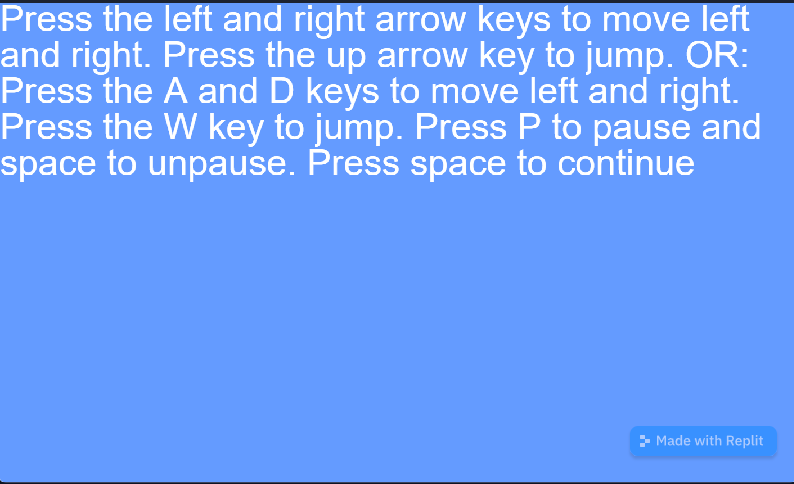 Press the left and right arrow keys to move left
and right. Press the up arrow key to jump. OR:
Press the A and D keys to move left and right.
Press the W key to jump. Press P to pause and
space to unpause. Press space to continue
Made with Replit